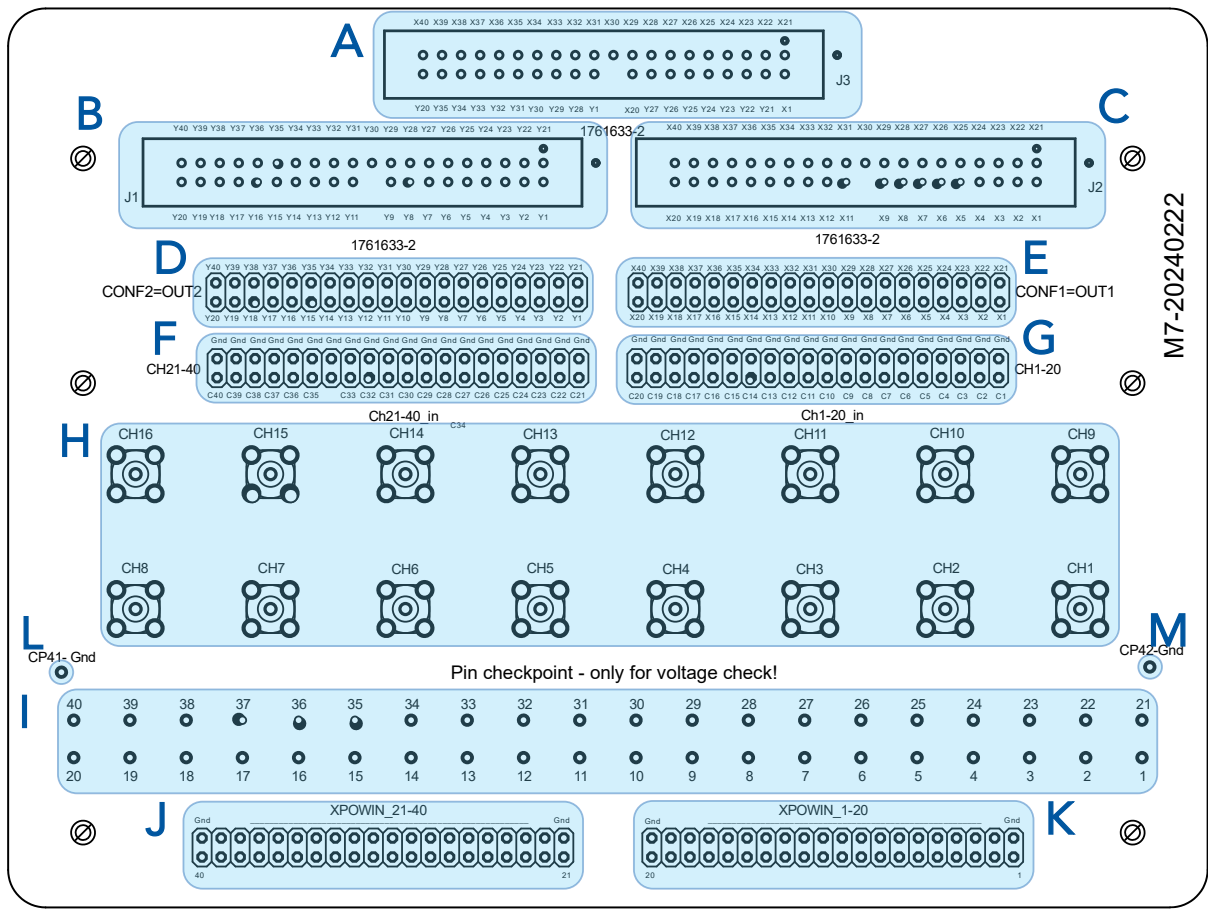 A
X40 X39 X38 X37 X36 X35 X34 X33 X32 X31 X30 X29 X28 X27 X26 X25 X24 X23 X22 X21
J3
Y20 Y35 Y34 Y33 Y32 Y31 Y30 Y29 Y28 Y1 X20 Y27 Y26 Y25 Y24 Y23 Y22 Y21 X1
1761633-2
B
Y40 Y39 Y38 Y37 Y36 Y35 Y34 Y33 Y32 Y31 Y30 Y29 Y28 Y27 Y26 Y25 Y24 Y23 Y22 Y21
J1
Y20 Y19 Y18 Y17 Y16 Y15 Y14 Y13 Y12 Y11 Y9 Y8 Y7 Y6 Y5 Y4 Y3 Y2 Y1
1761633-2
C
X40 X39 X38 X37 X36 X35 X34 X33 X32 X31 X30 X29 X28 X27 X26 X25 X24 X23 X22 X21
J2
X20 X19 X18 X17 X16 X15 X14 X13 X12 X11 X9 X8 X7 X6 X5 X4 X3 X2 X1
1761633-2
M7-20240222
D
Y40 Y39 Y38 Y37 Y36 Y35 Y34 Y33 Y32 Y31 Y30 Y29 Y28 Y27 Y26 Y25 Y24 Y23 Y22 Y21
CONF2=OUT2
Y20 Y19 Y18 Y17 Y16 Y15 Y14 Y13 Y12 Y11 Y10 Y9 Y8 Y7 Y6 Y5 Y4 Y3 Y2 Y1
E
X40 X39 X38 X37 X36 X35 X34 X33 X32 X31 X30 X29 X28 X27 X26 X25 X24 X23 X22 X21
CONF1=OUT1
X20 X19 X18 X17 X16 X15 X14 X13 X12 X11 X10 X9 X8 X7 X6 X5 X4 X3 X2 X1
F
Gnd Gnd Gnd Gnd Gnd Gnd Gnd Gnd Gnd Gnd Gnd Gnd Gnd Gnd Gnd Gnd Gnd Gnd Gnd Gnd
CH21-40
C40 C39 C38 C37 C36 C35 C33 C32 C31 C30 C29 C28 C27 C26 C25 C24 C23 C22 C21
Ch21-40_in
C34
G
Gnd Gnd Gnd Gnd Gnd Gnd Gnd Gnd Gnd Gnd Gnd Gnd Gnd Gnd Gnd Gnd Gnd Gnd Gnd Gnd
CH1-20
C20 C19 C18 C17 C16 C15 C14 C13 C12 C11 C10 C9 C8 C7 C6 C5 C4 C3 C2 C1
Ch1-20_in
H
CH16 CH15 CH14 CH13 CH12 CH11 CH10 CH9
CH8 CH7 CH6 CH5 CH4 CH3 CH2 CH1
L
CP41- Gnd
M
CP42-Gnd
Pin checkpoint - only for voltage check!
I
40 39 38 37 36 35 34 33 32 31 30 29 28 27 26 25 24 23 22 21
20 19 18 17 16 15 14 13 12 11 10 9 8 7 6 5 4 3 2 1
J
XPOWIN_21-40
Gnd Gnd
40 21
K
XPOWIN_1-20
Gnd Gnd
20 1